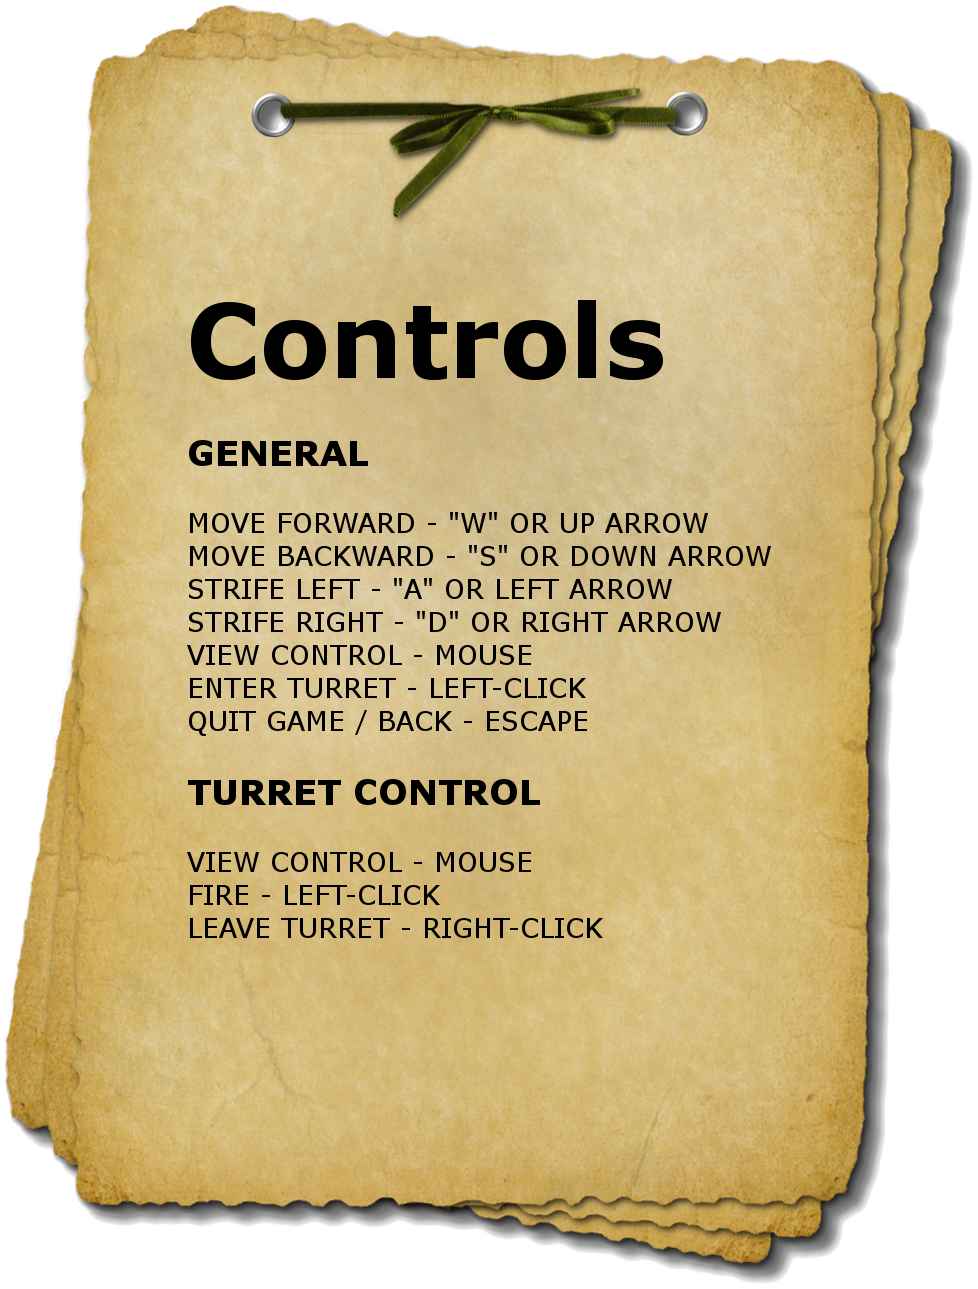 Controls
GENERAL
MOVE FORWARD - "W" OR UP ARROW
MOVE BACKWARD - "S" OR DOWN ARROW
STRIFE LEFT - "A" OR LEFT ARROW
STRIFE RIGHT - "D" OR RIGHT ARROW
VIEW CONTROL - MOUSE
ENTER TURRET - LEFT-CLICK
QUIT GAME / BACK - ESCAPE
TURRET CONTROL
VIEW CONTROL - MOUSE
FIRE - LEFT-CLICK
LEAVE TURRET - RIGHT-CLICK